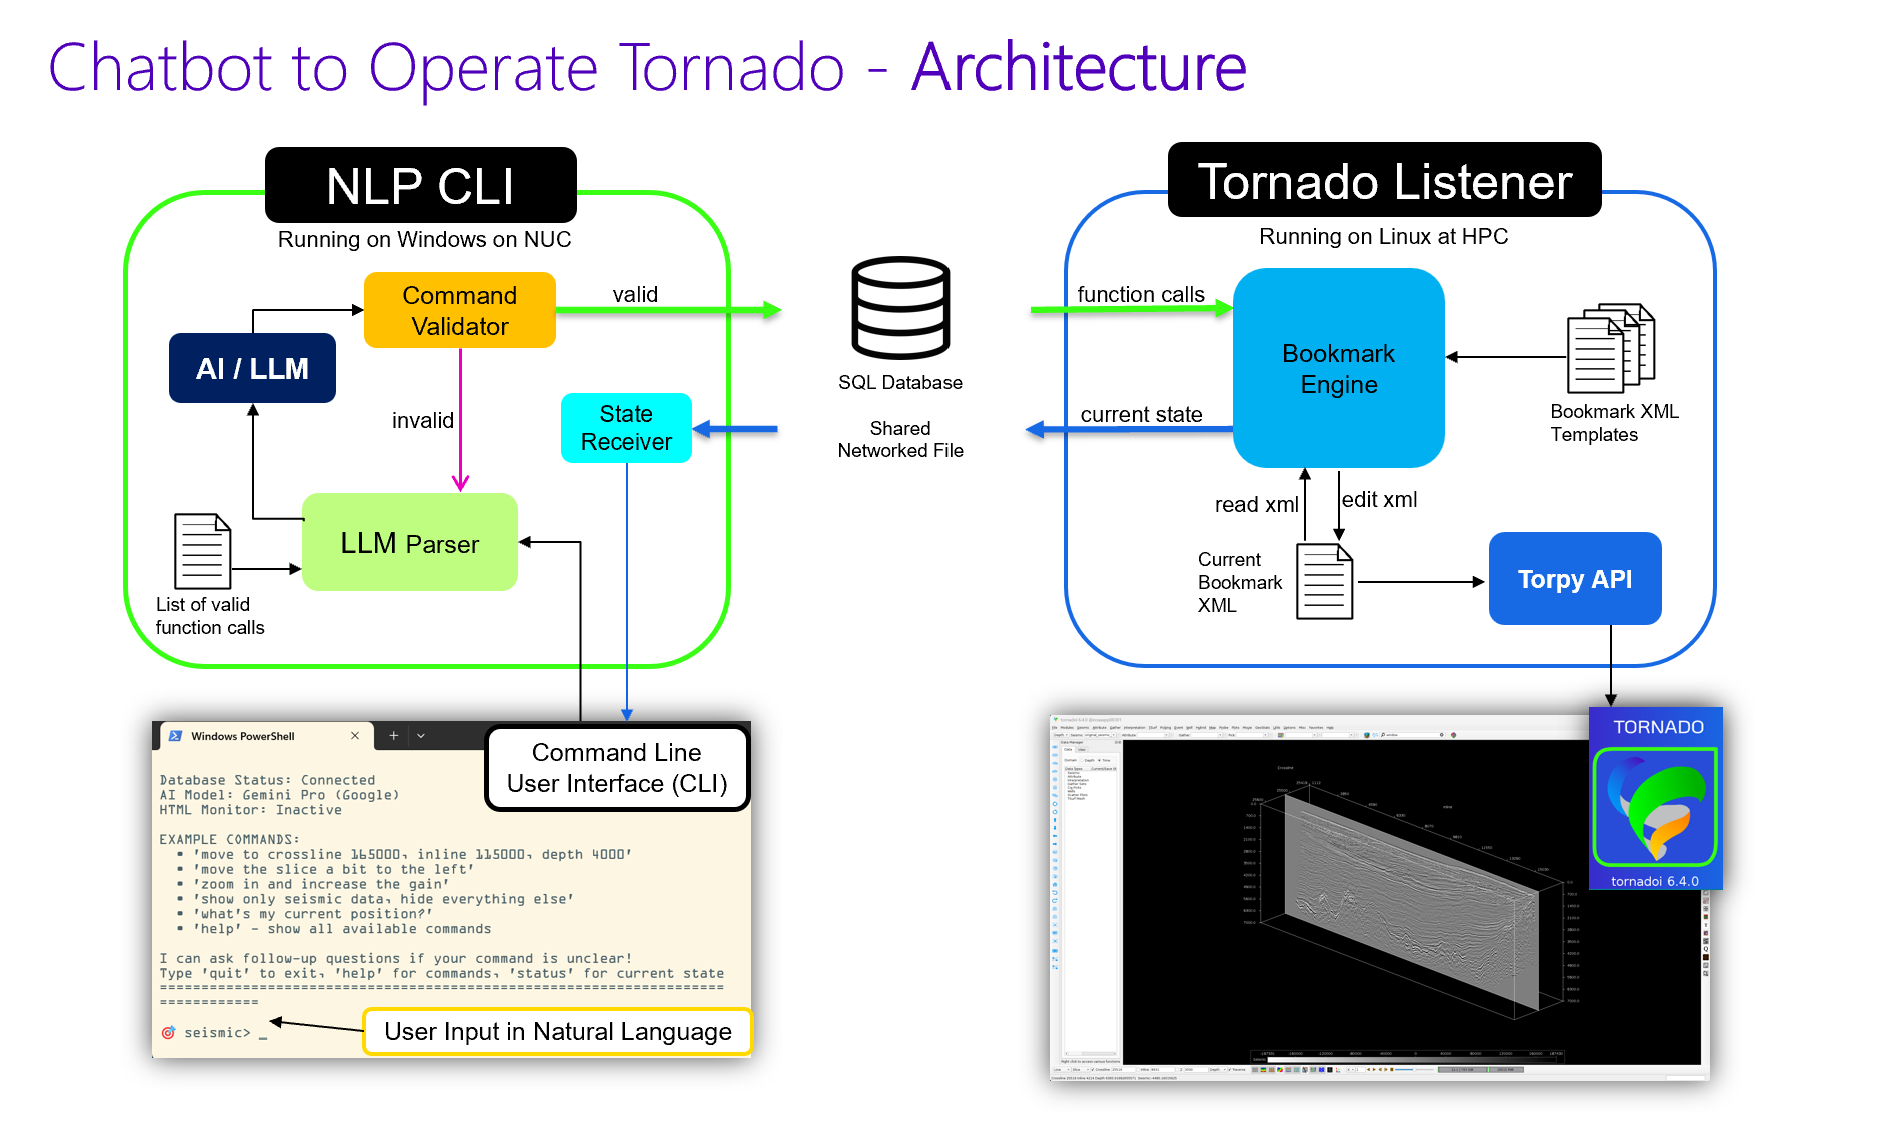 Chatbot to Operate Tornado - Architecture
NLP CLI
Running on Windows on NUC
Command
Validator
AI / LLM
valid
invalid
State
Receiver
LLM Parser
List of valid
function calls
SQL Database
Shared
Networked File
Tornado Listener
Running on Linux at HPC
function calls
current state
Bookmark
Engine
Bookmark XML
Templates
read xml
edit xml
Current
Bookmark
XML
Torpy API
Windows PowerShell
Command Line
User Interface (CLI)
Database Status: Connected
AI Model: Gemini Pro (Google)
HTML Monitor: Inactive
EXAMPLE COMMANDS:
• 'move to crossline 165000, inline 115000, depth 4000'
• 'move the slice a bit to the left'
• 'zoom in and increase the gain'
• 'show only seismic data, hide everything else'
• 'what's my current position?'
• 'help' - show all available commands
I can ask follow-up questions if your command is unclear!
Type 'quit' to exit, 'help' for commands, 'status' for current state
=====================================================================
============
seismic> _
User Input in Natural Language
TORNADO
tornadoi 6.4.0
Data Manager
Crossline
Inline